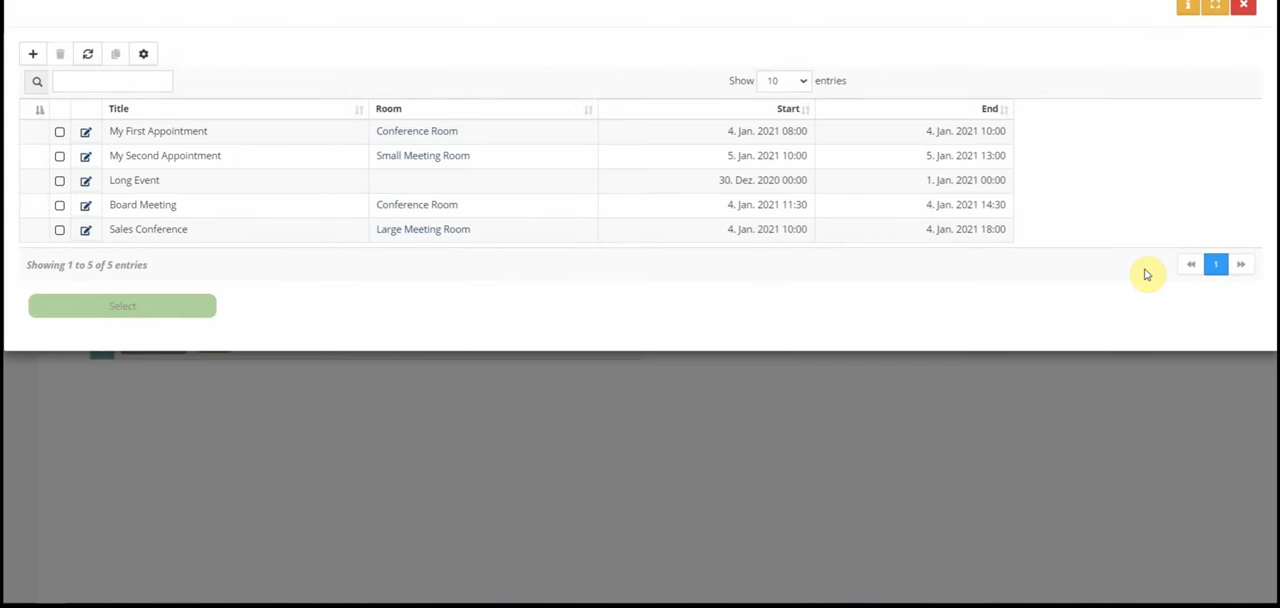 Show 10 entries
Title Room Start End
My First Appointment Conference Room 4. Jan. 2021 08:00 4. Jan. 2021 10:00
My Second Appointment Small Meeting Room 5. Jan. 2021 10:00 5. Jan. 2021 13:00
Long Event 30. Dez. 2020 00:00 1. Jan. 2021 00:00
Board Meeting Conference Room 4. Jan. 2021 11:30 4. Jan. 2021 14:30
Sales Conference Large Meeting Room 4. Jan. 2021 10:00 4. Jan. 2021 18:00
Showing 1 to 5 of 5 entries 1
Select